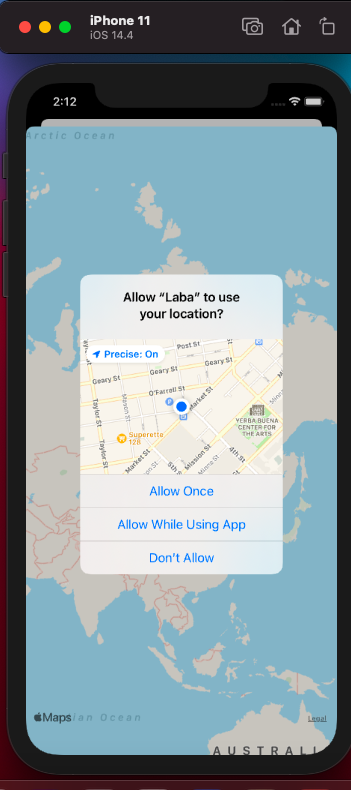 iPhone 11
iOS 14.4
2:12
Arctic Ocean
Allow “Laba” to use
your location?
Precise: On
Post St
Geary St
Geary St
O'Farrell St
Mason St
Taylor St
Taylor St
YERBA BUENA
CENTER FOR
THE ARTS
Superette
128
Market St
Market St
4th St
5th St
Mission St
Minna St
Allow Once
Allow While Using App
Don’t Allow
Maps
ian Ocean
Legal
AUSTRALI